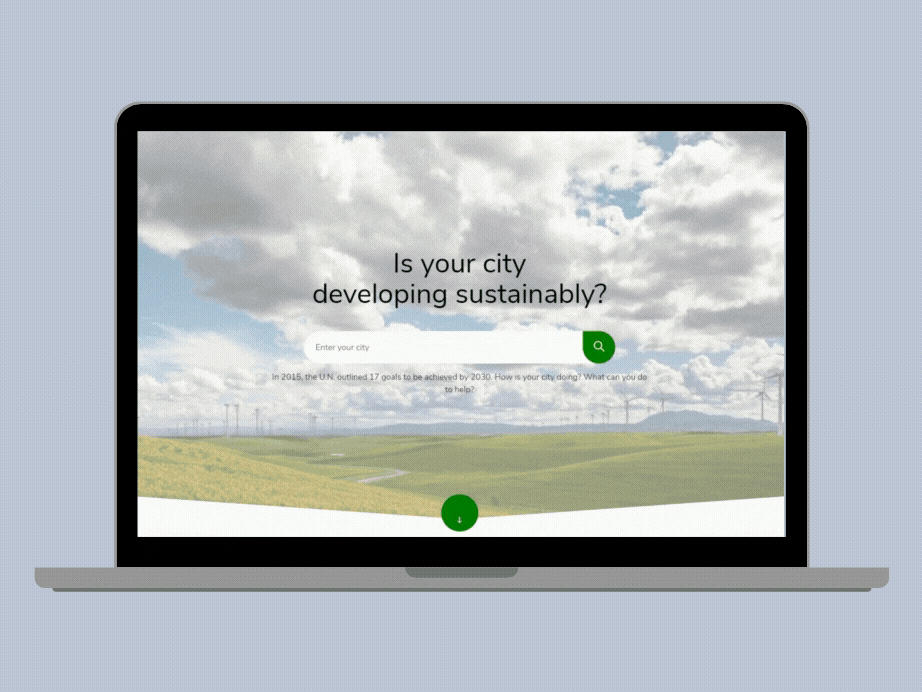 Is your city
developing sustainably?
Enter your city
In 2015, the U.N. outlined 17 goals to be achieved by 2030. How is your city doing? What can you do
to help?